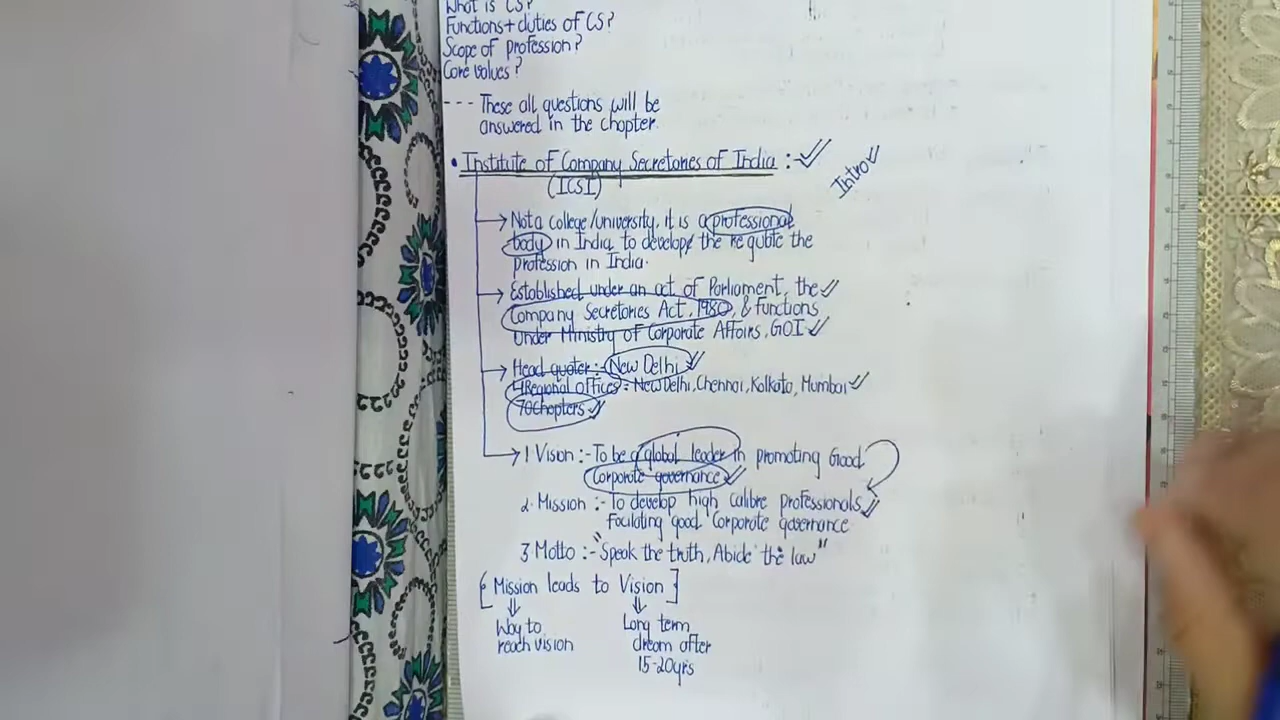 What is CS?
Functions+duties of CS?
Scope of profession?
Core values?
--- These all questions will be
answered in the chapter.
• Institute of Company Secretaries of India :-
(ICSI)
Intro
→ Not a college/university, it is a professional
body in India to develop the regulate the
profession in India.
→ Established under an act of Parliament, the
Company Secretaries Act, 1980, & functions
under Ministry of Corporate Affairs, GOI
→ Head quater :- New Delhi
4 Regional offices :- New Delhi, Chennai, Kolkata, Mumbai
70 Chapters
→ 1 Vision :- To be a global leader in promoting Good
Corporate governance
2. Mission :- To develop high calibre professionals
facilating good Corporate governance
3 Motto :- "Speak the truth, Abide the law"
[Mission leads to Vision]
Way to
reach vision
Long term
dream after
15-20yrs